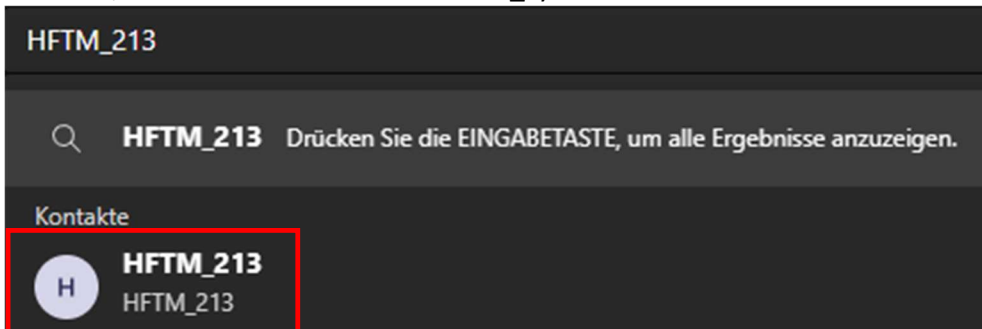 HFTM_213
HFTM_213 Drücken Sie die EINGABETASTE, um alle Ergebnisse anzuzeigen.
Kontakte
H
HFTM_213
HFTM_213